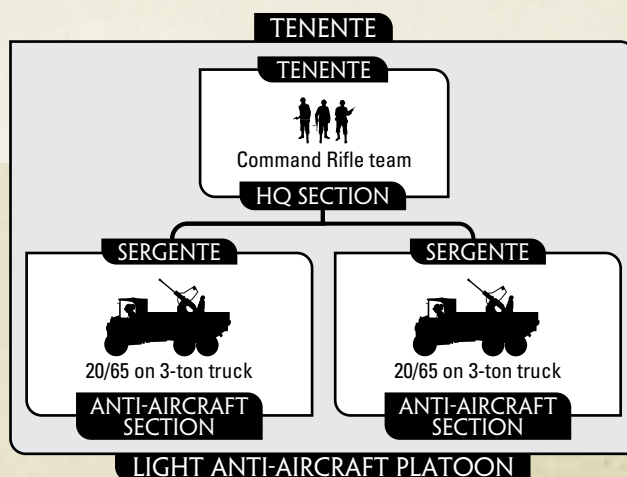 TENENTE
TENENTE
Command Rifle team
HQ SECTION
SERGENTE
20/65 on 3-ton truck
ANTI-AIRCRAFT
SECTION
SERGENTE
20/65 on 3-ton truck
ANTI-AIRCRAFT
SECTION
LIGHT ANTI-AIRCRAFT PLATOON